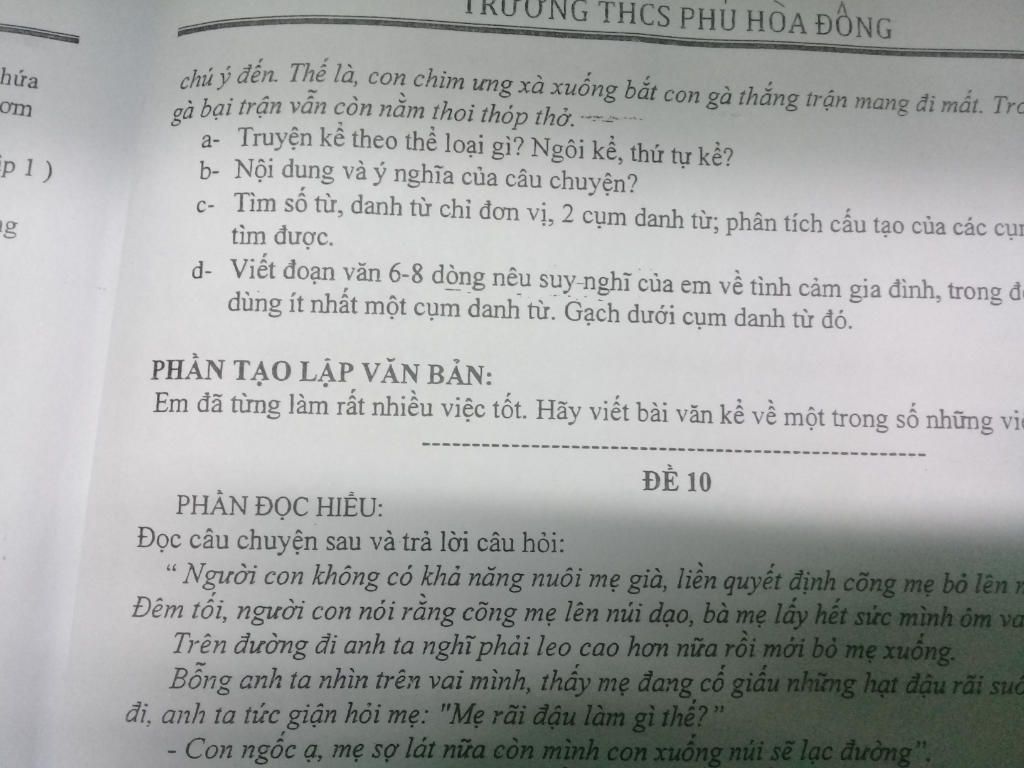 TRƯỜNG THCS PHÚ HÒA ĐÔNG
chú ý đến. Thế là, con chim ưng xà xuống bắt con gà thắng trận mang đi mất.
gà bại trận vẫn còn nằm thoi thóp thở.
a- Truyện kể theo thể loại gì? Ngôi kể, thứ tự kể?
b- Nội dung và ý nghĩa của câu chuyện?
c- Tìm số từ, danh từ chỉ đơn vị, 2 cụm danh từ; phân tích cấu tạo của các
tìm được.
d- Viết đoạn văn 6-8 dòng nêu suy nghĩ của em về tình cảm gia đình, trong
dùng ít nhất một cụm danh từ. Gạch dưới cụm danh từ đó.
PHẦN TẠO LẬP VĂN BẢN:
Em đã từng làm rất nhiều việc tốt. Hãy viết bài văn kể về một trong số những
ĐỀ 10
PHẦN ĐỌC HIỂU:
Đọc câu chuyện sau và trả lời câu hỏi:
“ Người con không có khả năng nuôi mẹ già, liền quyết định cõng mẹ bỏ lên
Đêm tối, người con nói rằng cõng mẹ lên núi dạo, bà mẹ lấy hết sức mình ôm
Trên đường đi anh ta nghĩ phải leo cao hơn nữa rồi mới bỏ mẹ xuống.
Bỗng anh ta nhìn trên vai mình, thấy mẹ đang cố giấu những hạt đậu rãi
đi, anh ta tức giận hỏi mẹ: "Mẹ rãi đậu làm gì thế?”
- Con ngốc ạ, mẹ sợ lát nữa còn mình con xuống núi sẽ lạc đường”.
hứa
ơm
p 1 )